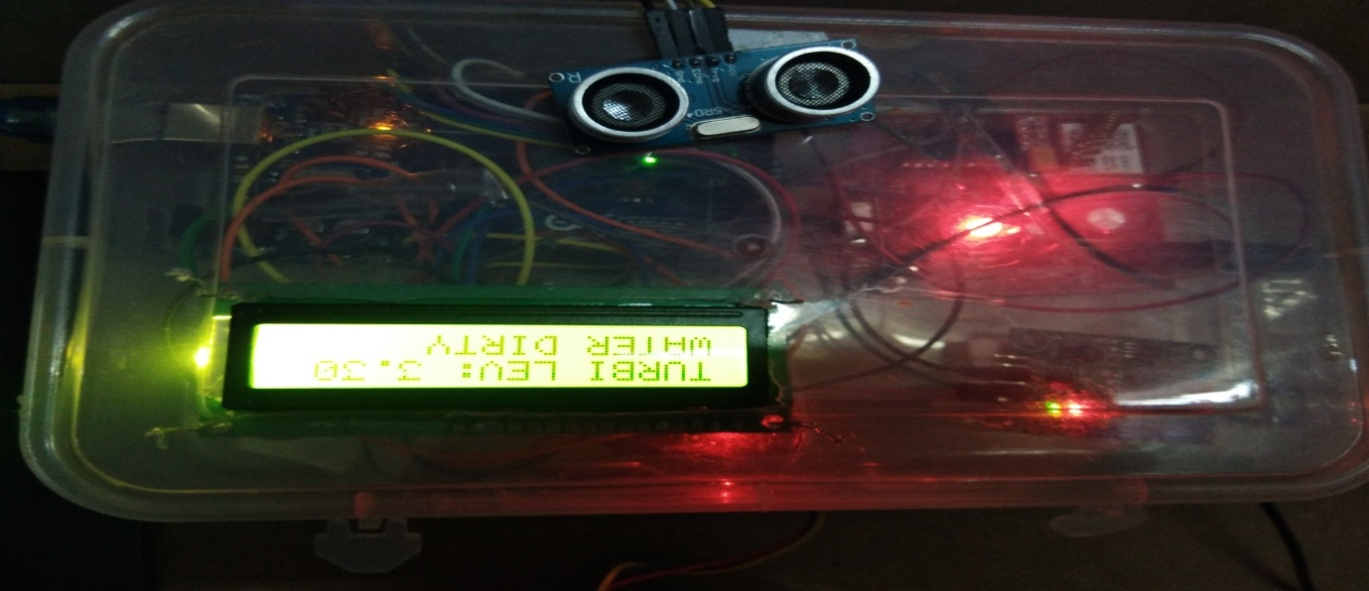 TURBI LEV: 3.30
WATER DIRTY